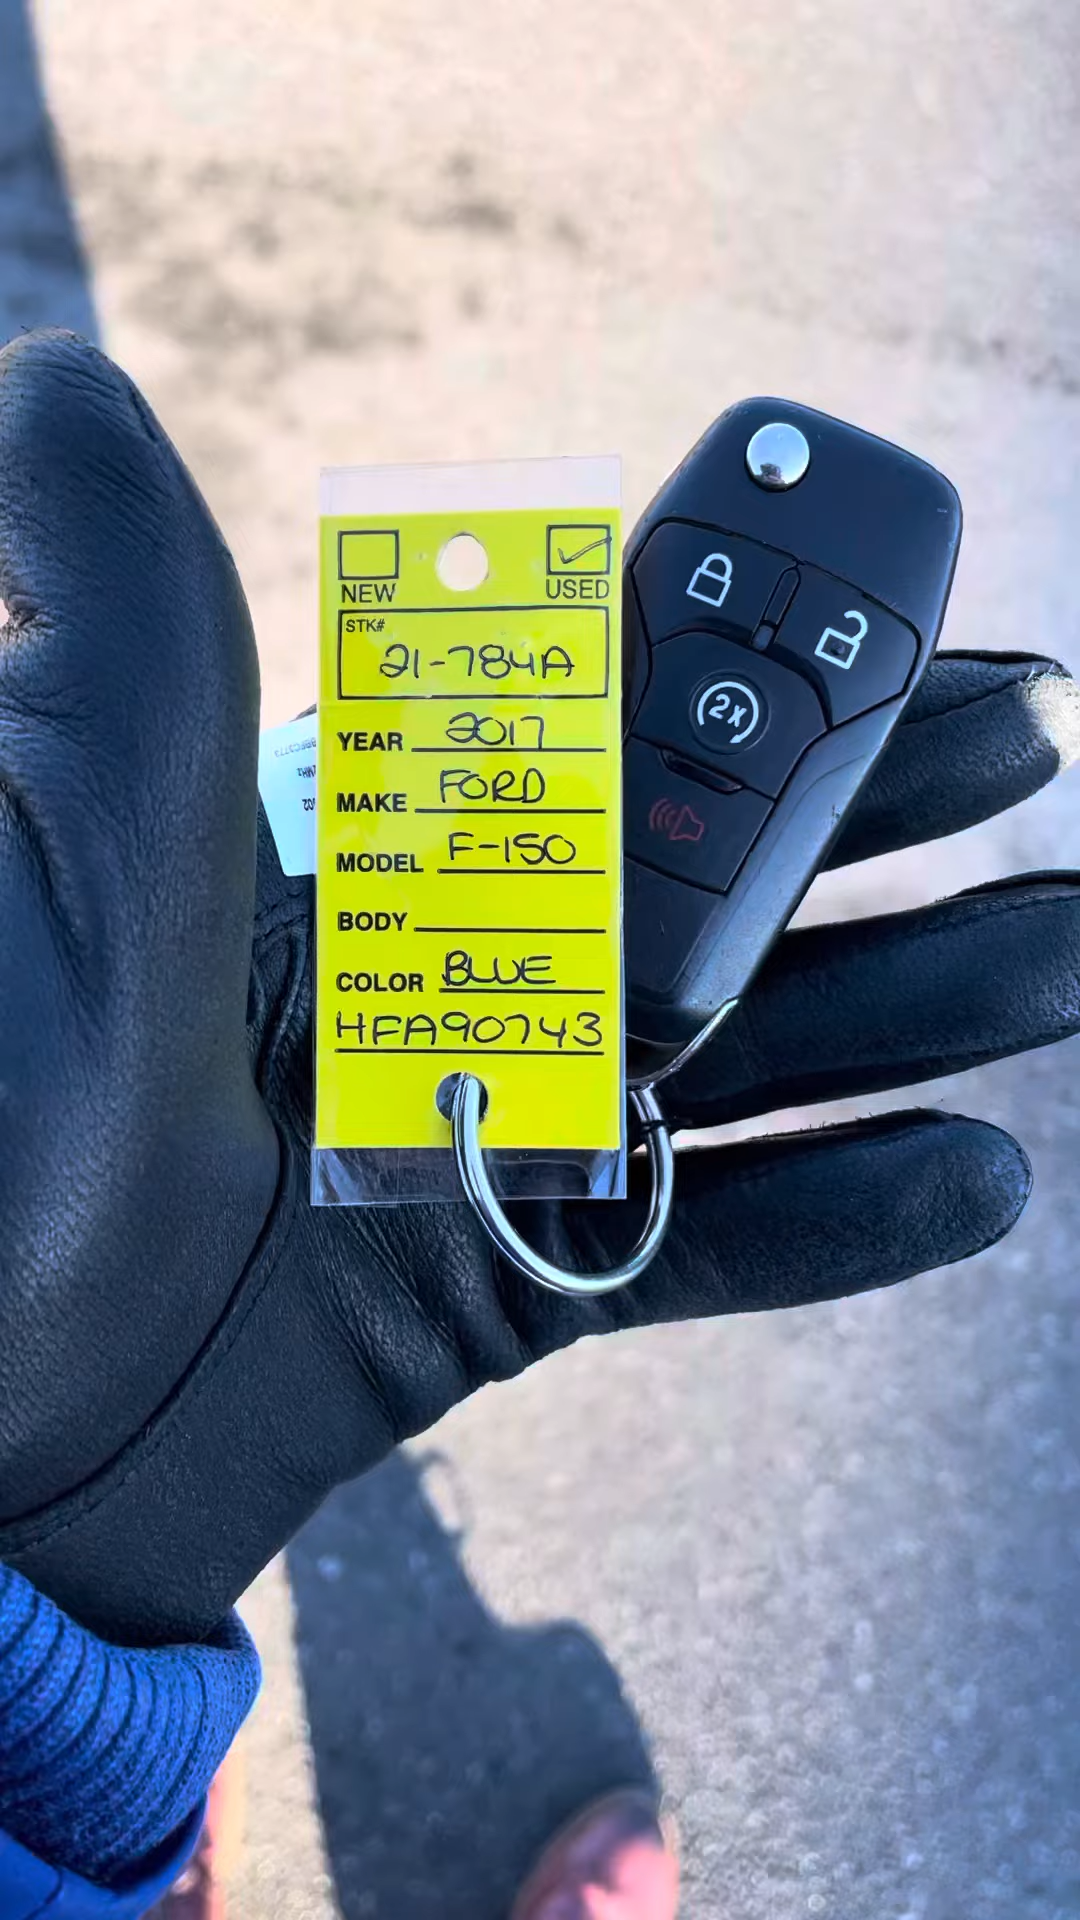 NEW USED
STK#
21-784A
YEAR 2017
MAKE FORD
MODEL F-150
BODY
COLOR BLUE
HFA90743
2x